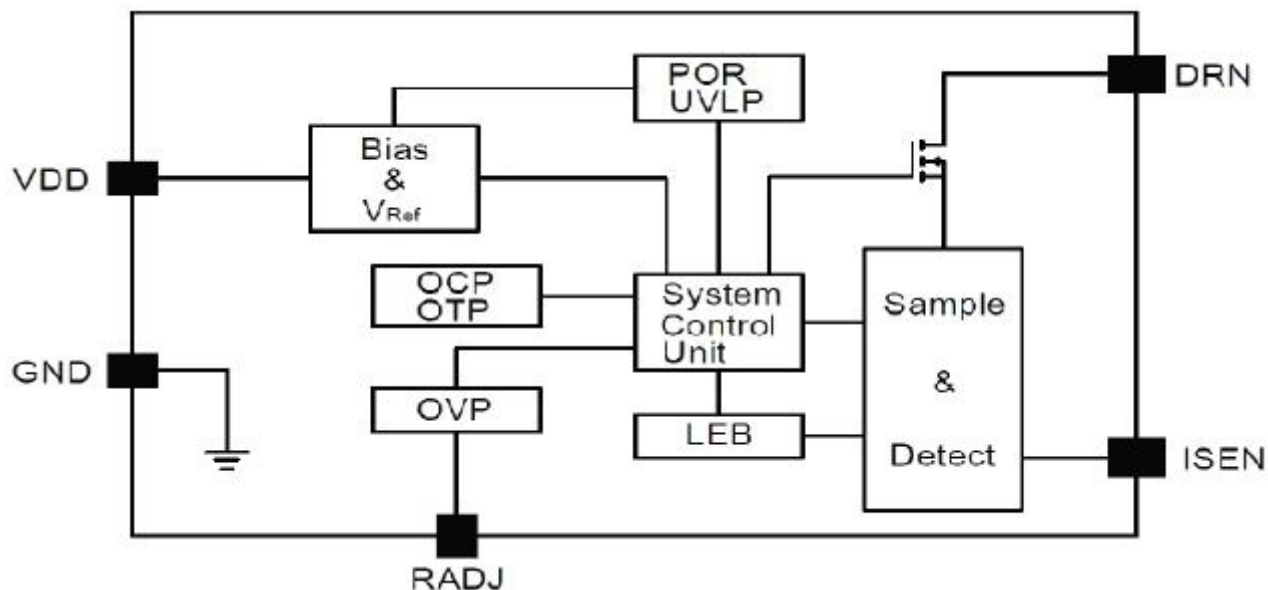 POR
UVLP
DRN
Bias
&
VRef
VDD
OCP
OTP
System
Control
Unit
Sample
&
Detect
GND
OVP
LEB
ISEN
RADJ